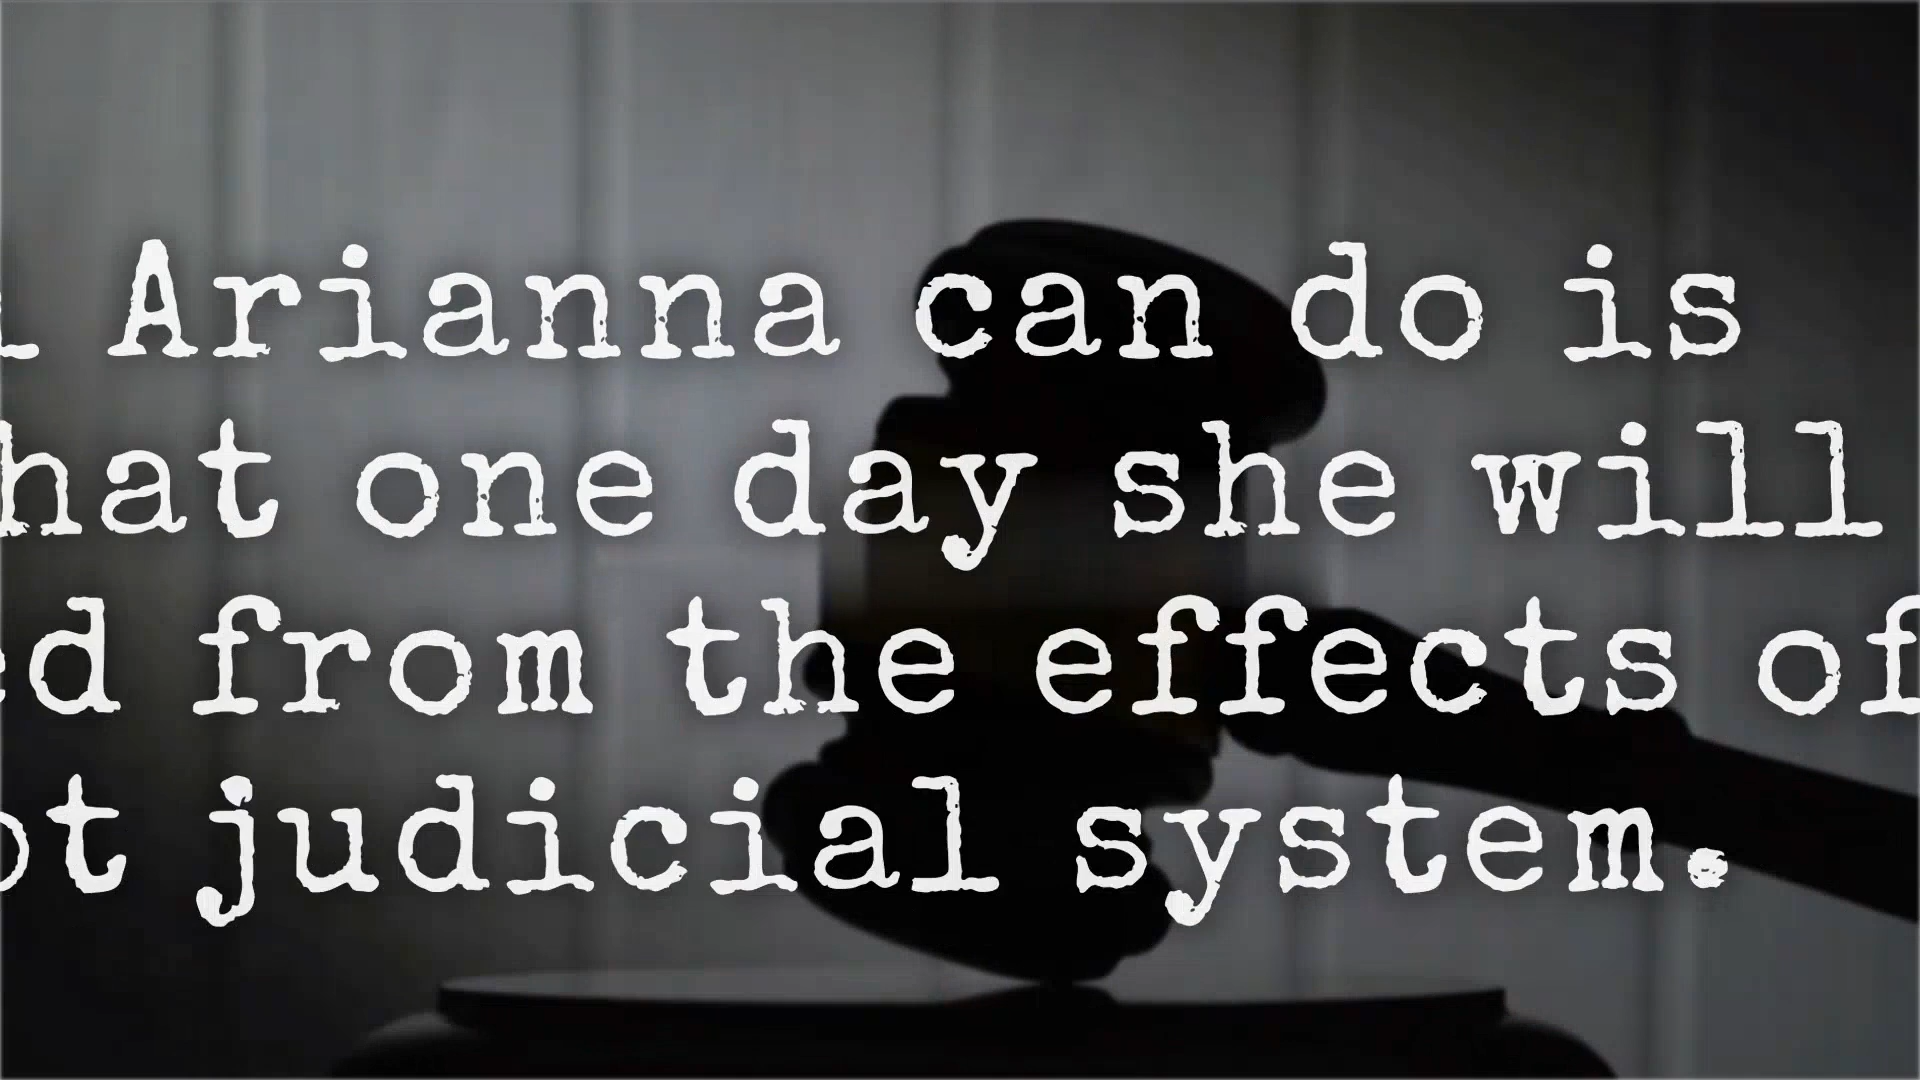 Arianna can do is
hat one day she will
ed from the effects of
ot judicial system.